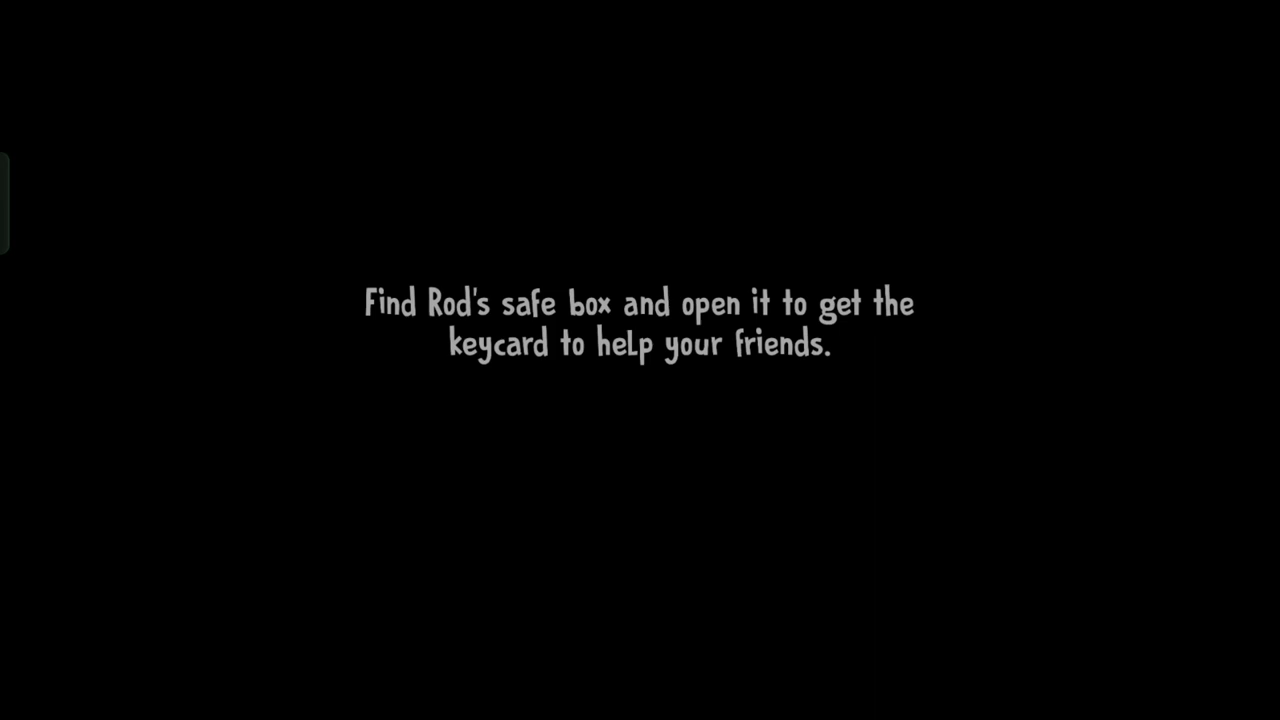 Find Rod's safe box and open it to get the
keycard to help your friends.